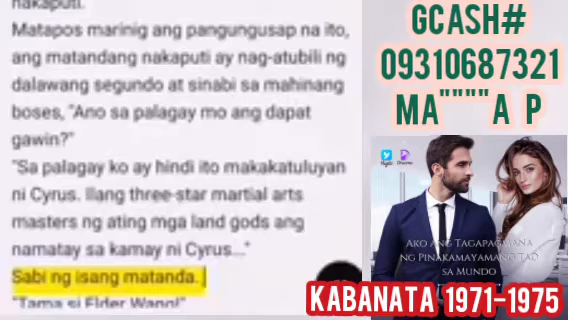 nakaputi.
Matapos marinig ang pangungusap na ito,
ang matandang nakaputi ay nag-atubili ng
dalawang segundo at sinabi sa mahinang
boses, "Ano sa palagay mo ang dapat
gawin?"
"Sa palagay ko ay hindi ito makakatuluyan
ni Cyrus. Ilang three-star martial arts
masters ng ating mga land gods ang
namatay sa kamay ni Cyrus..."
Sabi ng isang matanda.
"Tama si Elder Wang!"
GCASH#
09310687321
MA""""A P
AKO ANG TAGAPAGMANA
NG PINAKAMAYAMANG TAO
SA MUNDO
KABANATA 1971-1975